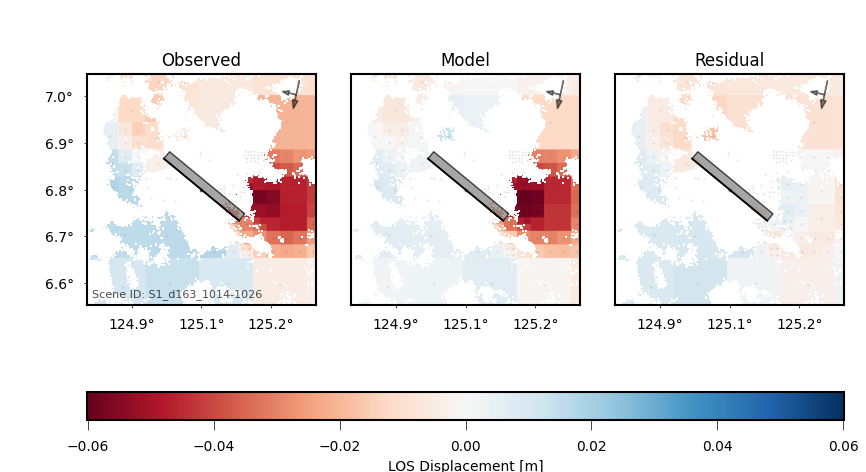 Observed Model Residual
7.0°
6.9°
6.8°
6.7°
6.6°
Scene ID: S1_d163_1014-1026
124.9° 125.1° 125.2° 124.9° 125.1° 125.2° 124.9° 125.1° 125.2°
−0.06 −0.04 −0.02 0.00 0.02 0.04 0.06
LOS Displacement [m]